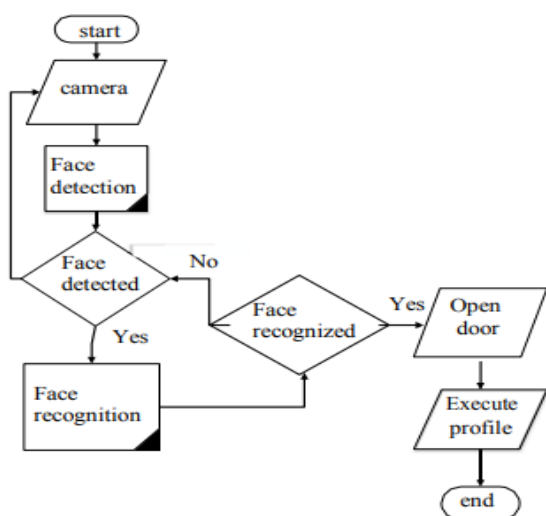 start
camera
Face
detection
Face
detected
No
Yes
Face
recognition
Face
recognized
Yes
Open
door
Execute
profile
end